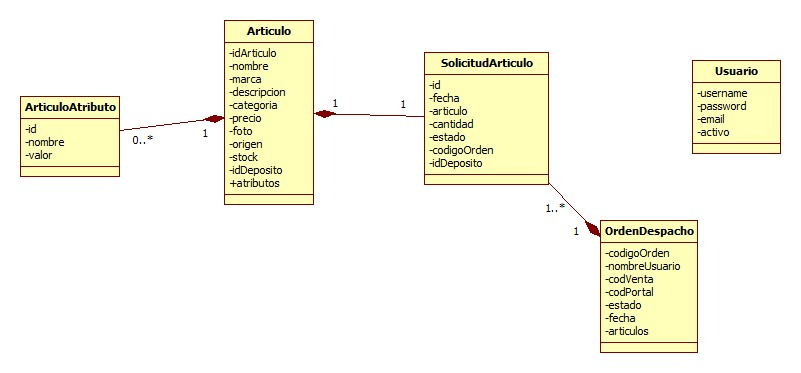 Articulo
-idArticulo
-nombre
-marca
-descripcion
-categoria
-precio
-foto
-origen
-stock
-idDeposito
+atributos
ArticuloAtributo
-id
-nombre
-valor
0..*
1
1
1
SolicitudArticulo
-id
-fecha
-articulo
-cantidad
-estado
-codigoOrden
-idDeposito
Usuario
-username
-password
-email
-activo
1..*
1
OrdenDespacho
-codigoOrden
-nombreUsuario
-codVenta
-codPortal
-estado
-fecha
-articulos